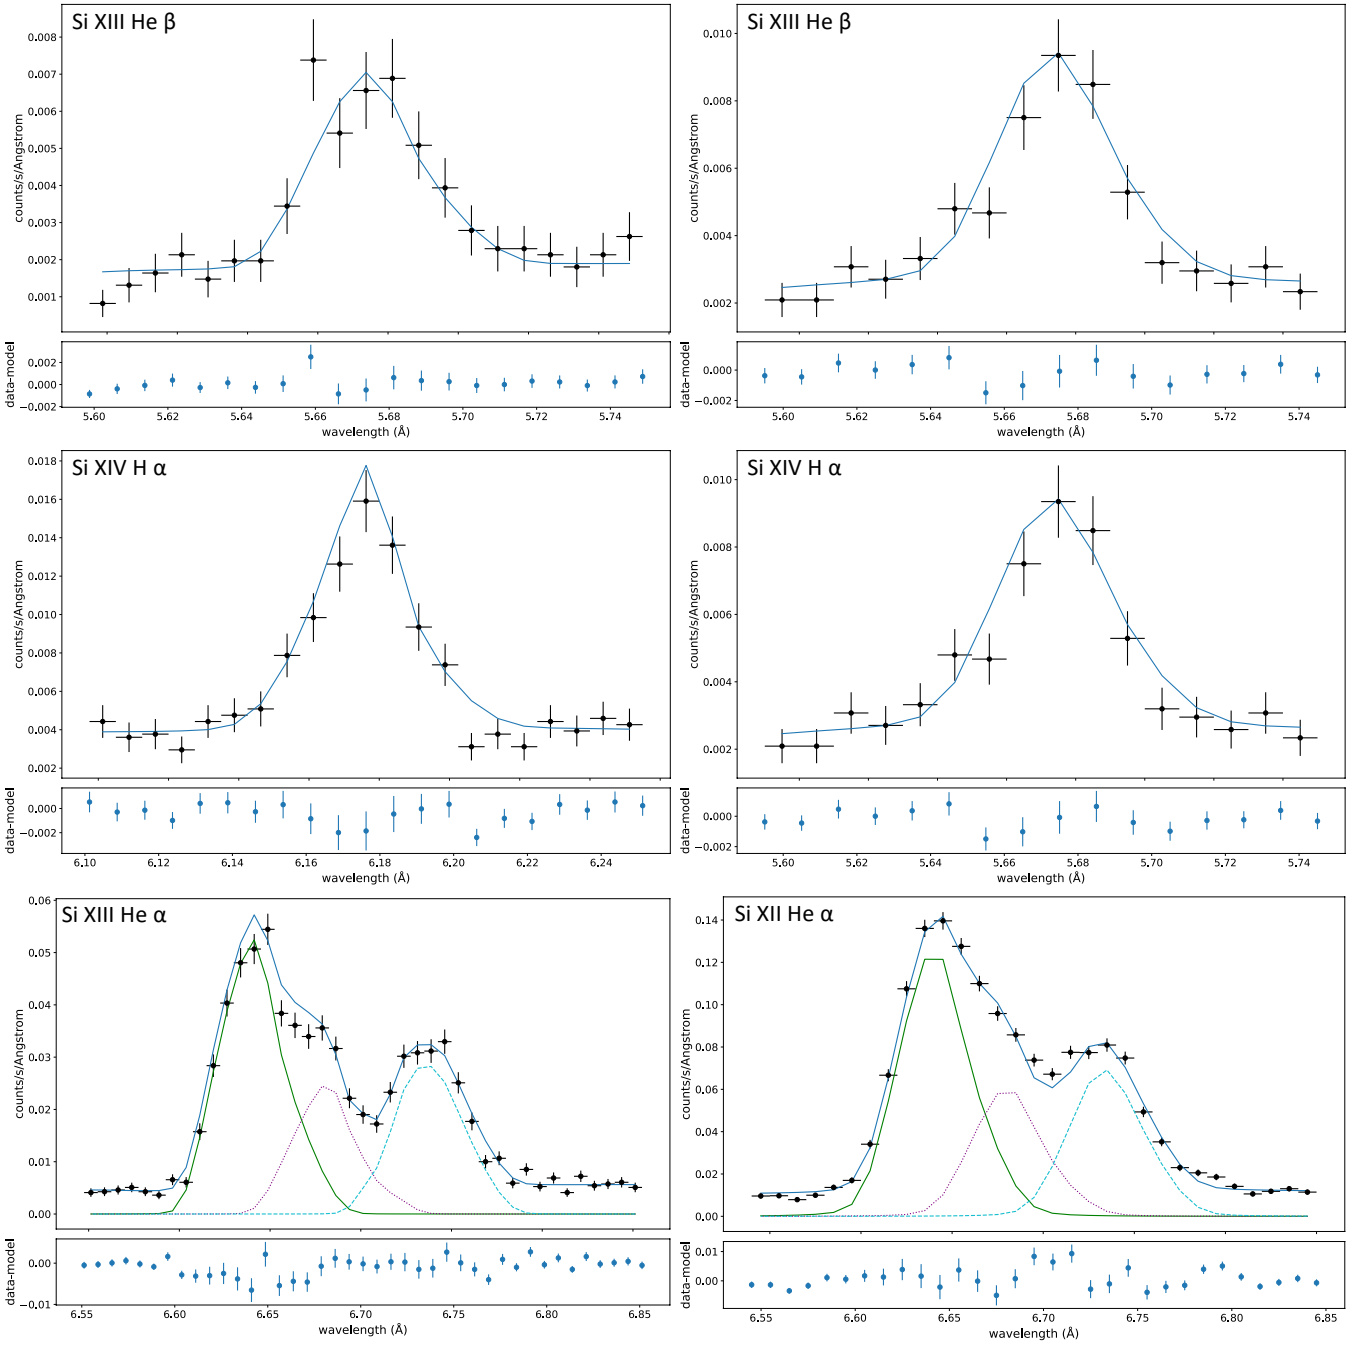 Si XIII He β
counts/s/Angstrom
0.008
0.007
0.006
0.005
0.004
0.003
0.002
0.001
data-model
0.002
0.000
−0.002
5.60 5.62 5.64 5.66 5.68 5.70 5.72 5.74
wavelength (Å)
Si XIII He β
counts/s/Angstrom
0.010
0.008
0.006
0.004
0.002
data-model
0.000
−0.002
5.60 5.62 5.64 5.66 5.68 5.70 5.72 5.74
wavelength (Å)
Si XIV H α
counts/s/Angstrom
0.018
0.016
0.014
0.012
0.010
0.008
0.006
0.004
0.002
data-model
0.000
−0.002
6.10 6.12 6.14 6.16 6.18 6.20 6.22 6.24
wavelength (Å)
Si XIV H α
counts/s/Angstrom
0.010
0.008
0.006
0.004
0.002
data-model
0.000
−0.002
5.60 5.62 5.64 5.66 5.68 5.70 5.72 5.74
wavelength (Å)
Si XIII He α
counts/s/Angstrom
0.06
0.05
0.04
0.03
0.02
0.01
0.00
data-model
0.00
−0.01
6.55 6.60 6.65 6.70 6.75 6.80 6.85
wavelength (Å)
Si XII He α
counts/s/Angstrom
0.14
0.12
0.10
0.08
0.06
0.04
0.02
0.00
data-model
0.01
0.00
6.55 6.60 6.65 6.70 6.75 6.80 6.85
wavelength (Å)